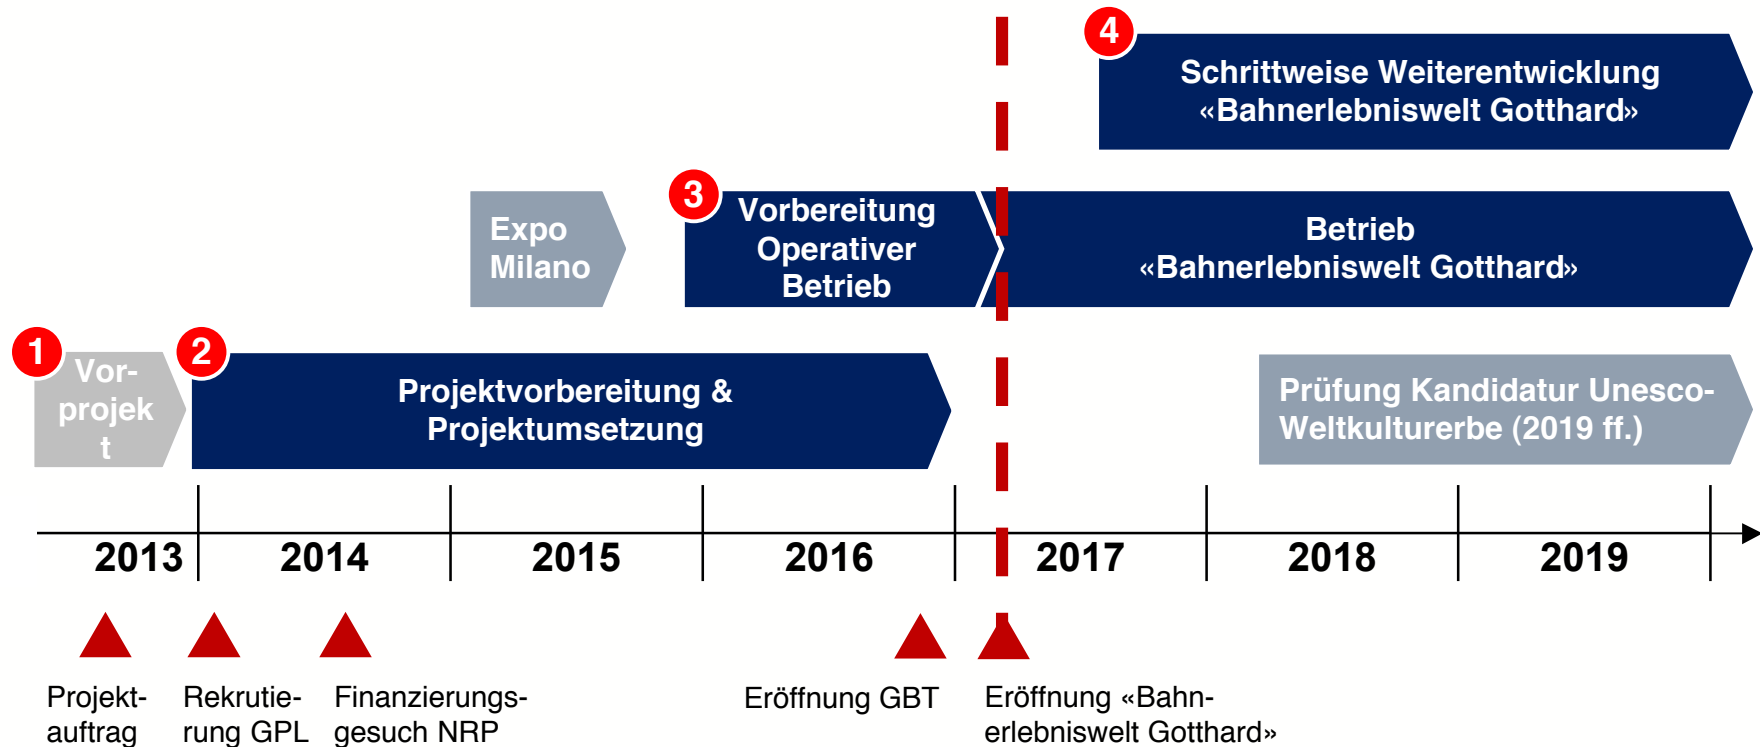 4
Schrittweise Weiterentwicklung
«Bahnerlebniswelt Gotthard»
Expo
Milano
3
Vorbereitung
Operativer
Betrieb
Betrieb
«Bahnerlebniswelt Gotthard»
1
Vor-
projek
t
2
Projektvorbereitung &
Projektumsetzung
Prüfung Kandidatur Unesco-
Weltkulturerbe (2019 ff.)
2013
2014
2015
2016
2017
2018
2019
Projekt-
auftrag
Rekrutie-
rung GPL
Finanzierungs-
gesuch NRP
Eröffnung GBT
Eröffnung «Bahn-
erlebniswelt Gotthard»